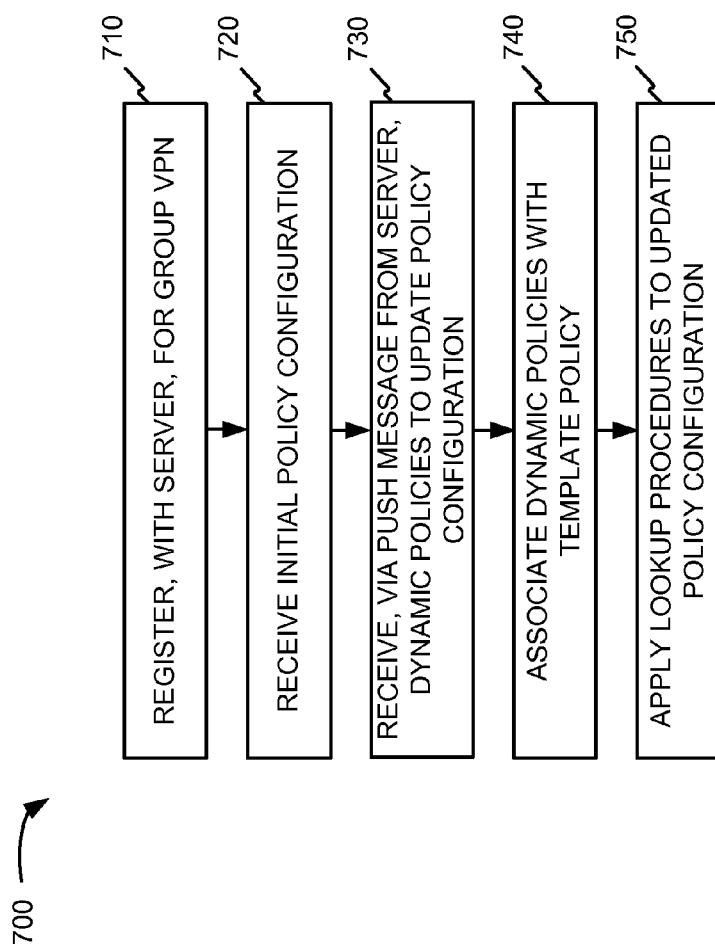 700
710
REGISTER, WITH SERVER, FOR GROUP VPN
720
RECEIVE INITIAL POLICY CONFIGURATION
730
RECEIVE, VIA PUSH MESSAGE FROM SERVER,
DYNAMIC POLICIES TO UPDATE POLICY
CONFIGURATION
740
ASSOCIATE DYNAMIC POLICIES WITH
TEMPLATE POLICY
750
APPLY LOOKUP PROCEDURES TO UPDATED
POLICY CONFIGURATION